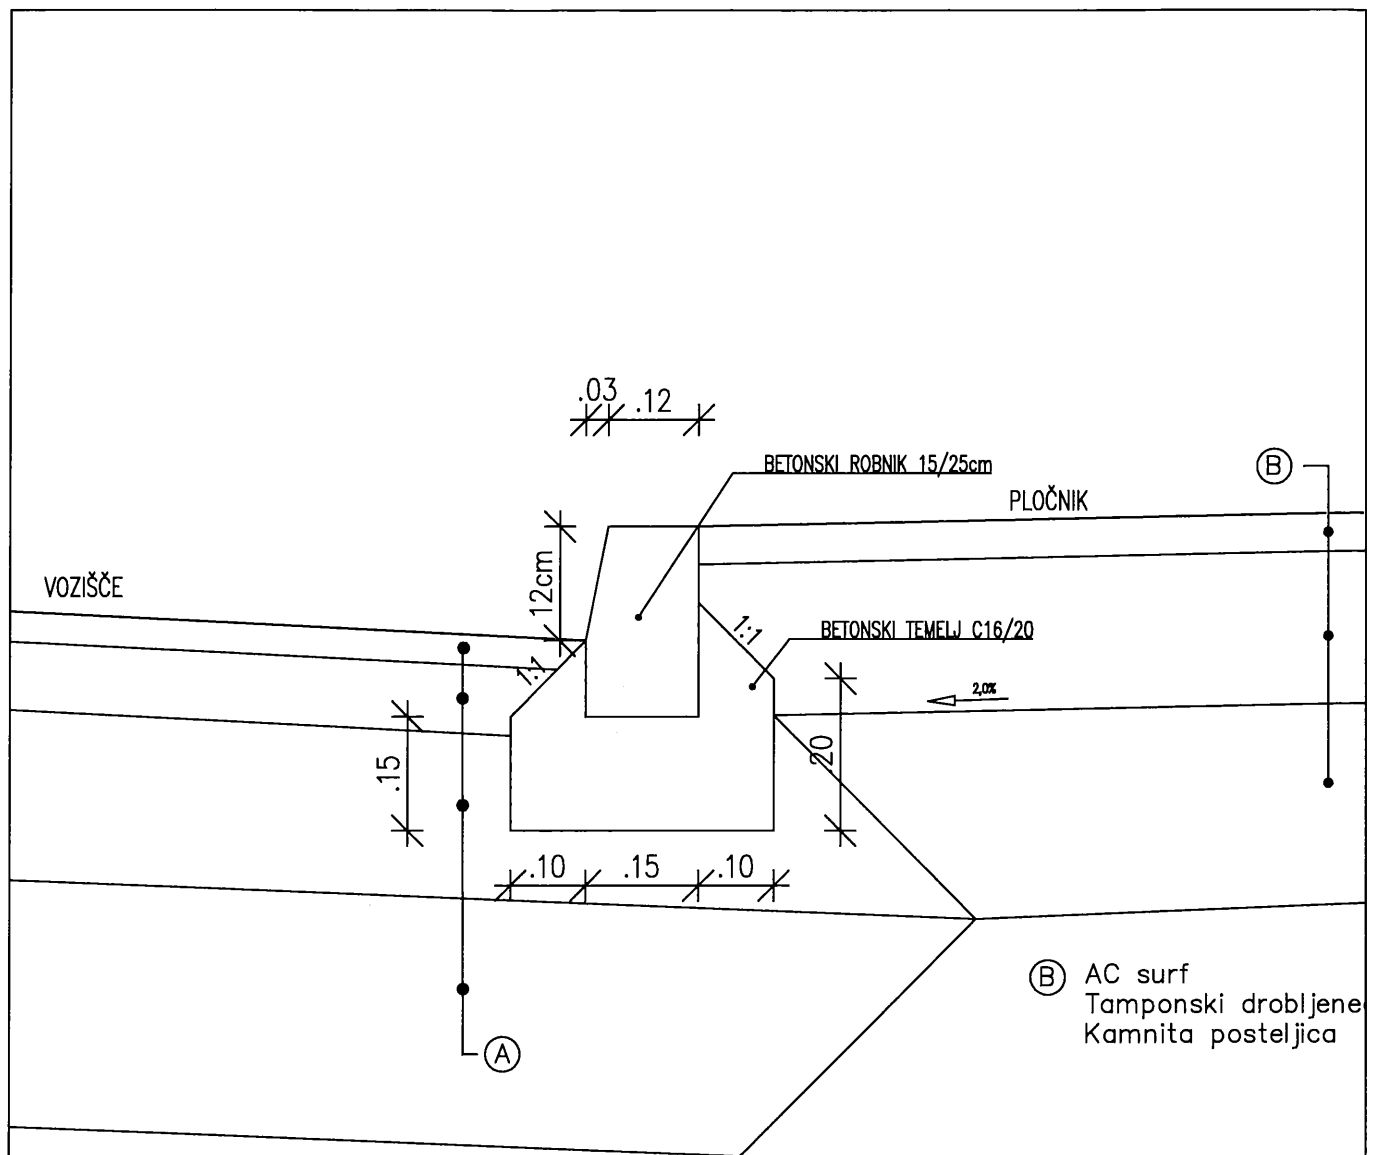 .03
.12
BETONSKI ROBNIK 15/25cm
B
PLOČNIK
12cm
VOZIŠČE
1:1
1:1
BETONSKI TEMELJ C16/20
2,0%
.15
.20
.10
.15
.10
B AC surf
Tamponski drobljene
Kamnita posteljica
A